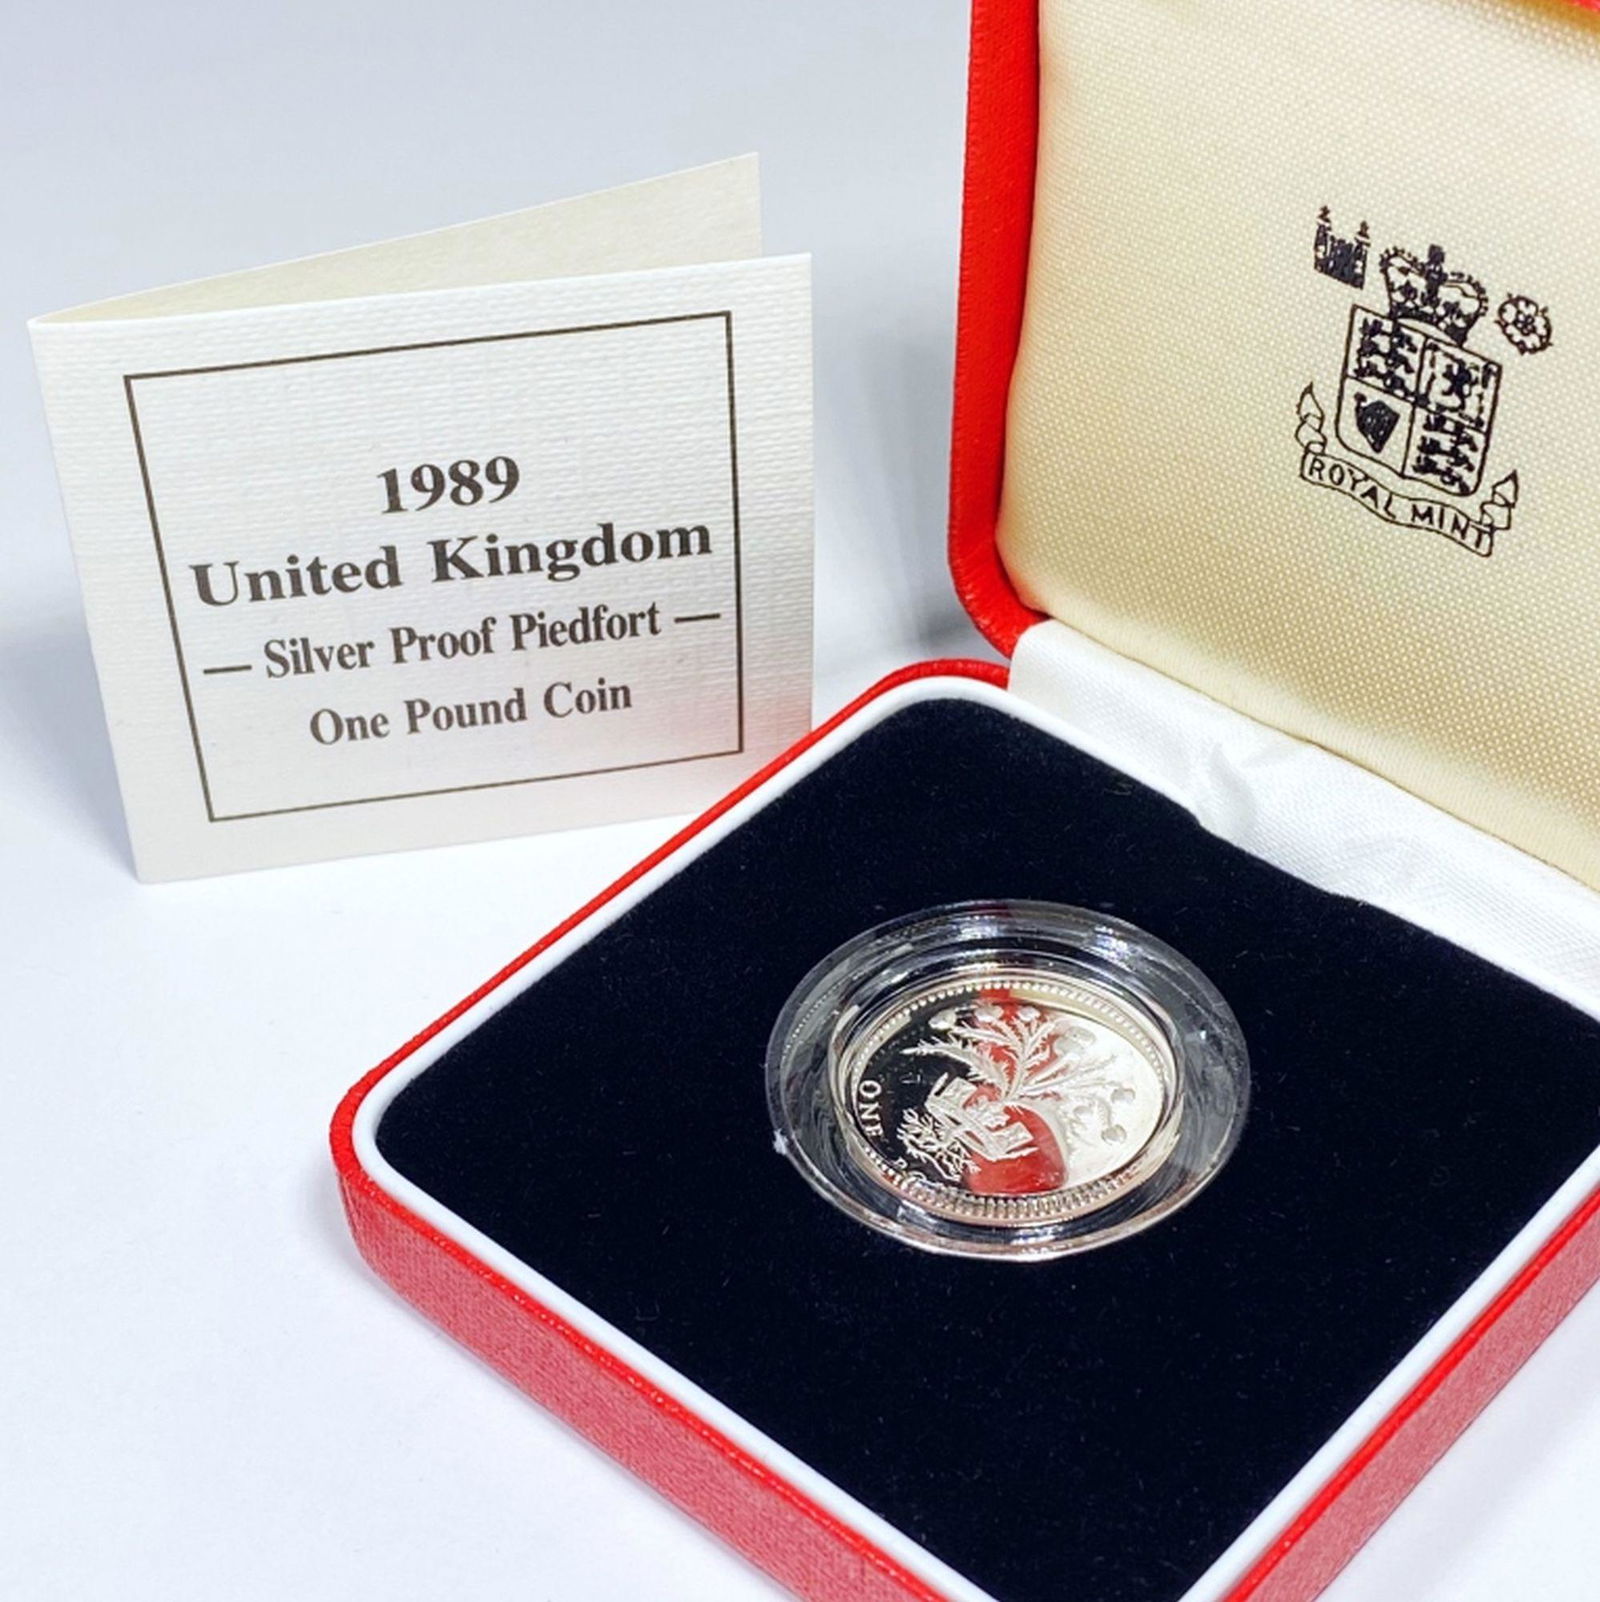 1989
United Kingdom
— Silver Proof Piedfort —
One Pound Coin
ROYAL MINT
ONE